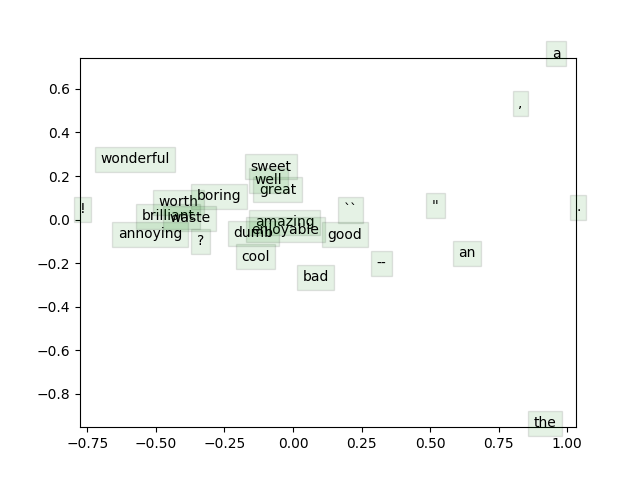 a
0.6
,
0.4
wonderful
sweet
0.2
well
great
boring
worth
!
brilliant
waste
0.0
``
"
.
amazing
enjoyable
annoying
?
dumb
good
cool
an
−0.2
--
bad
−0.4
−0.6
−0.8
the
−0.75 −0.50 −0.25 0.00 0.25 0.50 0.75 1.00